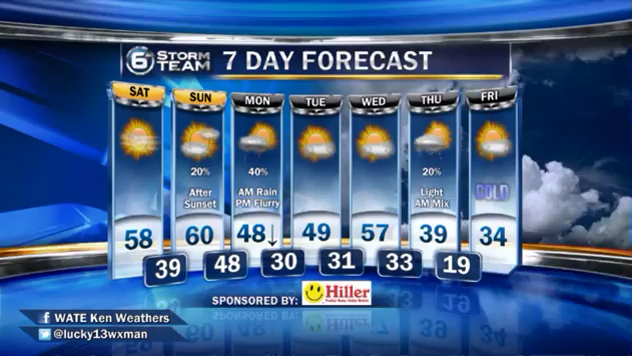 6 STORM TEAM 7 DAY FORECAST
SAT SUN MON TUE WED THU FRI
20% 40% 20%
After Sunset
AM Rain PM Flurry
Light AM Mix
COLD
58 60 48↓ 49 57 39 34
39 48 30 31 33 19
SPONSORED BY: Hiller
f WATE Ken Weathers
@lucky13wxman